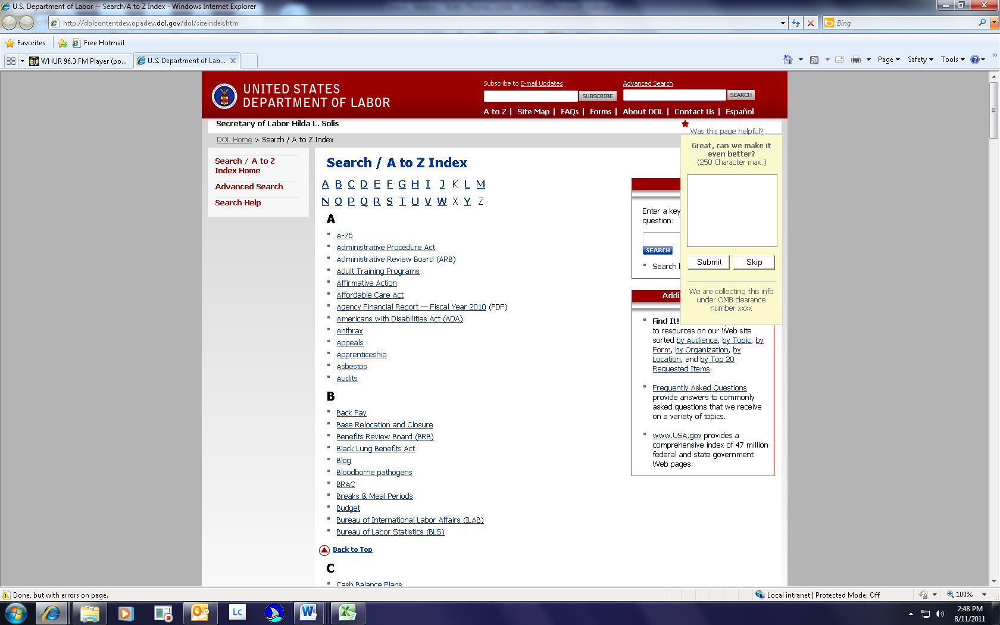 U.S. Department of Labor -- Search/A to Z Index - Windows Internet Explorer
http://dolcontentdev.opadev.dol.gov/dol/siteindex.htm
Bing
Favorites
Free Hotmail
WHUR 96.3 FM Player (po...
U.S. Department of Lab...
Page
Safety
Tools
UNITED STATES
DEPARTMENT OF LABOR
Subscribe to E-mail Updates
SUBSCRIBE
Advanced Search
SEARCH
A to Z | Site Map | FAQs | Forms | About DOL | Contact Us | Español
Secretary of Labor Hilda L. Solis
Was this page helpful?
DOL Home > Search / A to Z Index
Search / A to Z
Index Home
Advanced Search
Search Help
Search / A to Z Index
A B C D E F G H I J K L M
N O P Q R S T U V W X Y Z
A
A-76
Administrative Procedure Act
Administrative Review Board (ARB)
Adult Training Programs
Affirmative Action
Affordable Care Act
Agency Financial Report — Fiscal Year 2010 (PDF)
Americans with Disabilities Act (ADA)
Anthrax
Appeals
Apprenticeship
Asbestos
Audits
B
Back Pay
Base Relocation and Closure
Benefits Review Board (BRB)
Black Lung Benefits Act
Blog
Bloodborne pathogens
BRAC
Breaks & Meal Periods
Budget
Bureau of International Labor Affairs (ILAB)
Bureau of Labor Statistics (BLS)
Back to Top
C
Cash Balance Plans
Great, can we make it
even better?
(250 Character max.)
Submit
Skip
We are collecting this info
under OMB clearance
number xxxx
Enter a key
question:
SEARCH
Search
Addi
Find It!
to resources on our Web site
sorted by Audience, by Topic, by
Form, by Organization, by
Location, and by Top 20
Requested Items.
Frequently Asked Questions
provide answers to commonly
asked questions that we receive
on a variety of topics.
www.USA.gov provides a
comprehensive index of 47 million
federal and state government
Web pages.
Done, but with errors on page.
Local intranet | Protected Mode: Off
100%
Lc
2:48 PM
8/11/2011